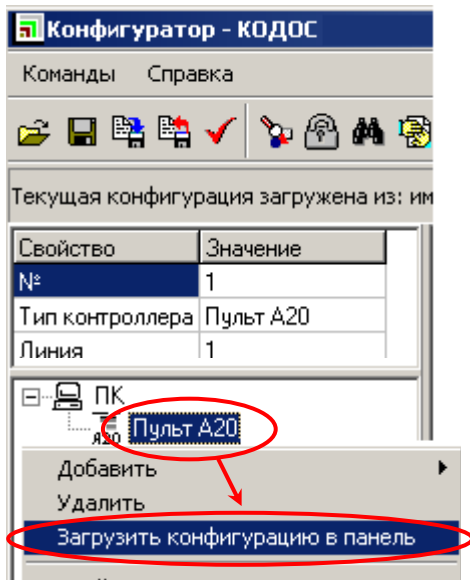 Конфигуратор - КОДОС
Команды Справка
Текущая конфигурация загружена из: им
Свойство Значение
№ 1
Тип контроллера Пульт А20
Линия 1
ПК
А20 Пульт А20
Добавить
Удалить
Загрузить конфигурацию в панель